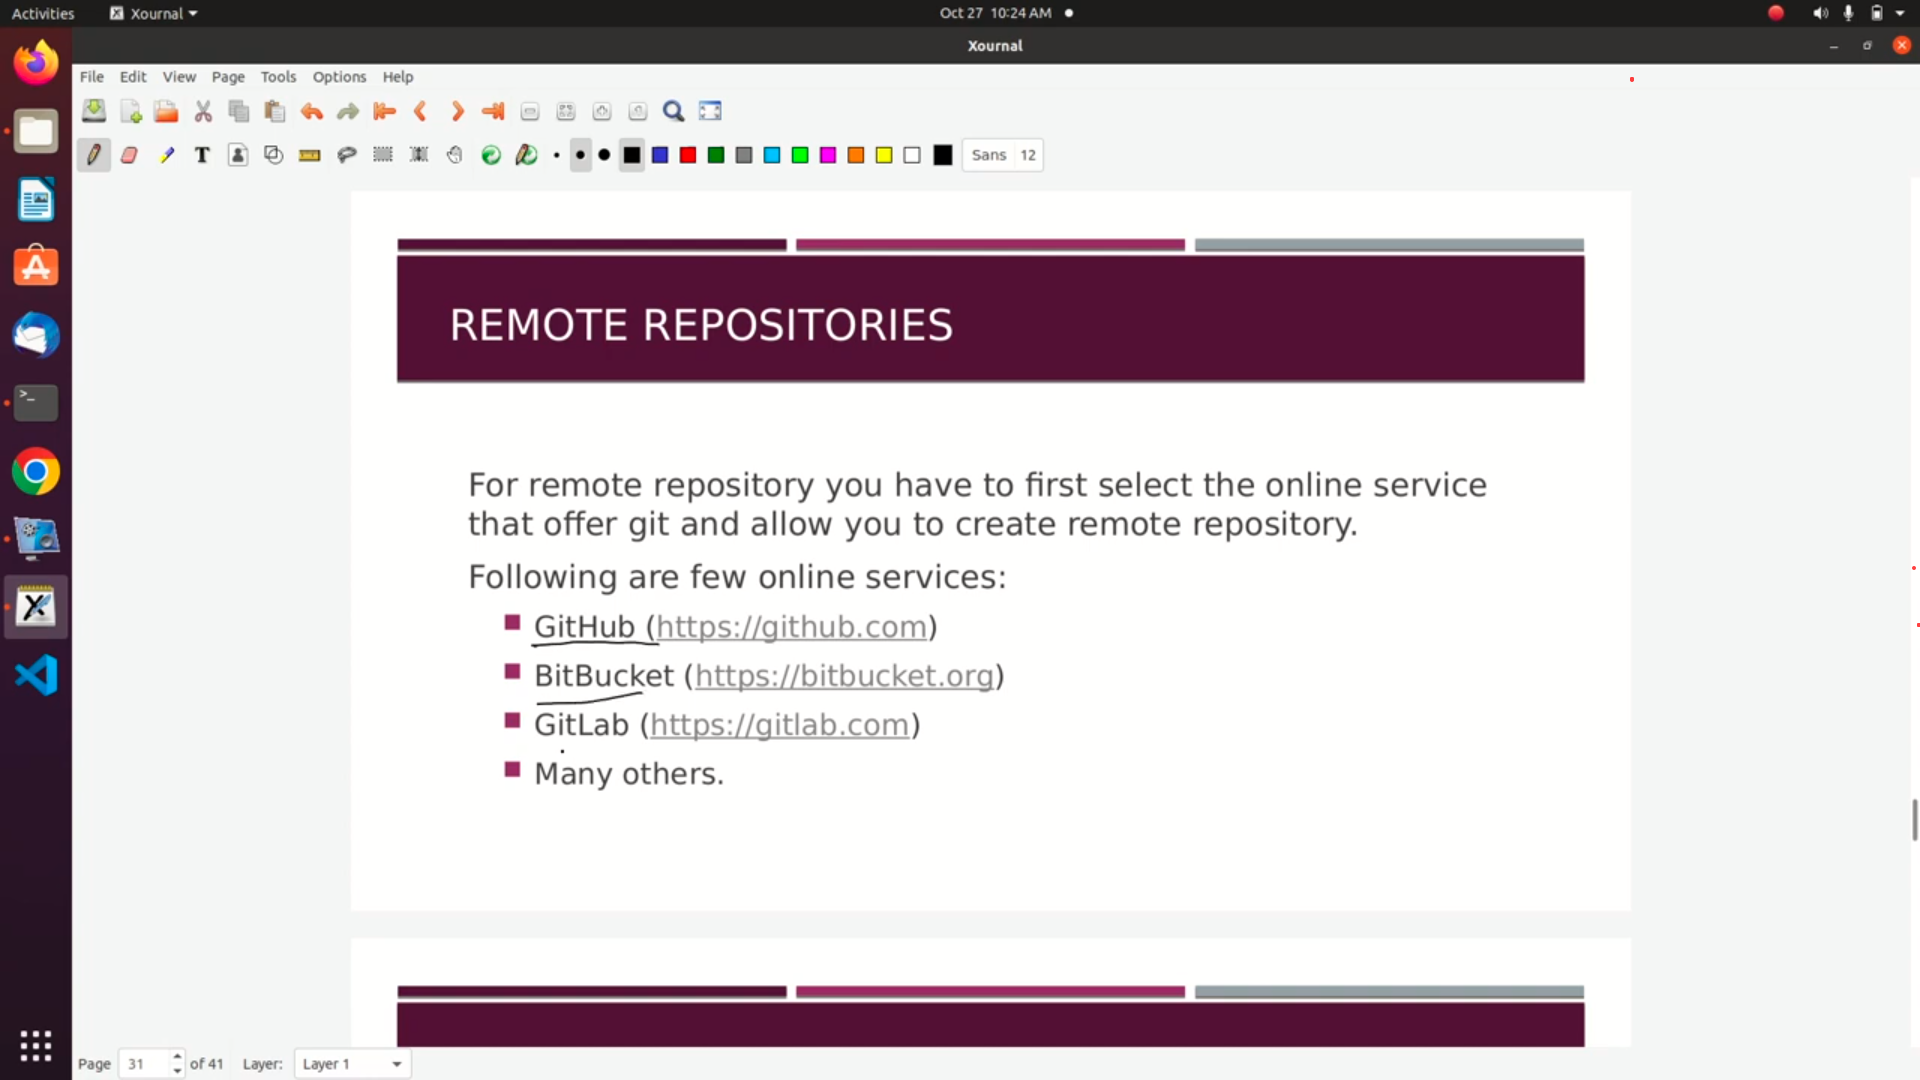 Activities
Xournal
Oct 27 10:24 AM
Xournal
File Edit View Page Tools Options Help
T
Sans 12
REMOTE REPOSITORIES
For remote repository you have to first select the online service
that offer git and allow you to create remote repository.
Following are few online services:
GitHub (https://github.com)
BitBucket (https://bitbucket.org)
GitLab (https://gitlab.com)
Many others.
Page 31 of 41 Layer: Layer 1